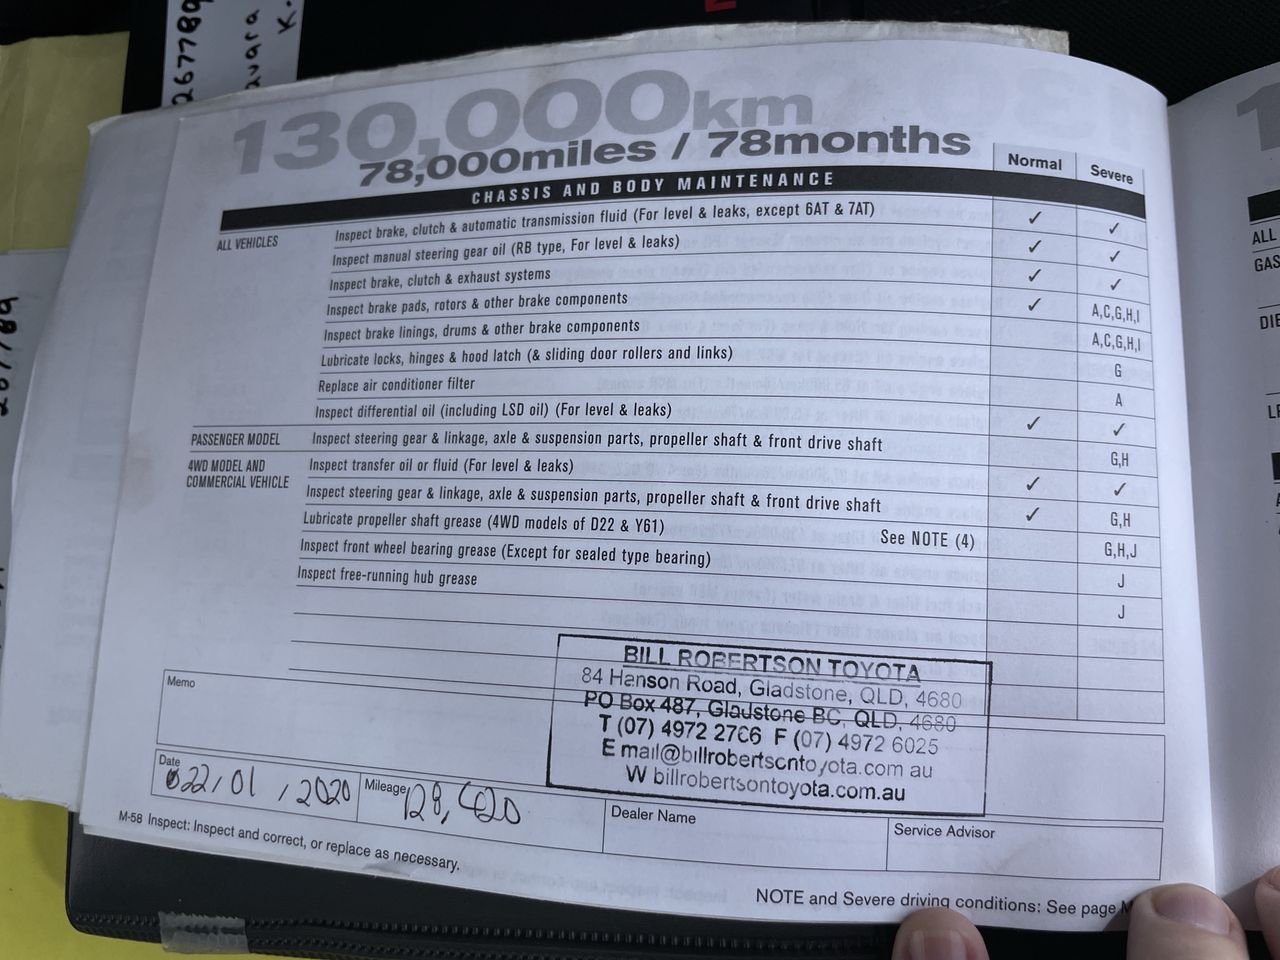 267789
avara
K.
130,000km
78,000miles / 78months
Normal Severe
CHASSIS AND BODY MAINTENANCE
ALL VEHICLES Inspect brake, clutch & automatic transmission fluid (For level & leaks, except 6AT & 7AT) ✓ ✓
Inspect manual steering gear oil (RB type, For level & leaks) ✓ ✓
Inspect brake, clutch & exhaust systems ✓ ✓
Inspect brake pads, rotors & other brake components ✓ A,C,G,H,I
Inspect brake linings, drums & other brake components A,C,G,H,I
Lubricate locks, hinges & hood latch (& sliding door rollers and links) G
Replace air conditioner filter A
Inspect differential oil (including LSD oil) (For level & leaks) ✓ ✓
PASSENGER MODEL Inspect steering gear & linkage, axle & suspension parts, propeller shaft & front drive shaft G,H
4WD MODEL AND COMMERCIAL VEHICLE Inspect transfer oil or fluid (For level & leaks) ✓ ✓
Inspect steering gear & linkage, axle & suspension parts, propeller shaft & front drive shaft ✓ G,H
Lubricate propeller shaft grease (4WD models of D22 & Y61) See NOTE (4) G,H,J
Inspect front wheel bearing grease (Except for sealed type bearing) J
Inspect free-running hub grease J
Memo
BILL ROBERTSON TOYOTA
84 Hanson Road, Gladstone, QLD, 4680
PO Box 487, Gladstone BC, QLD, 4680
T (07) 4972 2766 F (07) 4972 6025
E mail@billrobertsontoyota.com au
W billrobertsontoyota.com.au
Date 22/01/2020 Mileage 128,420 Dealer Name Service Advisor
M-58 Inspect: Inspect and correct, or replace as necessary.
NOTE and Severe driving conditions: See page M
ALL
GAS
DIE